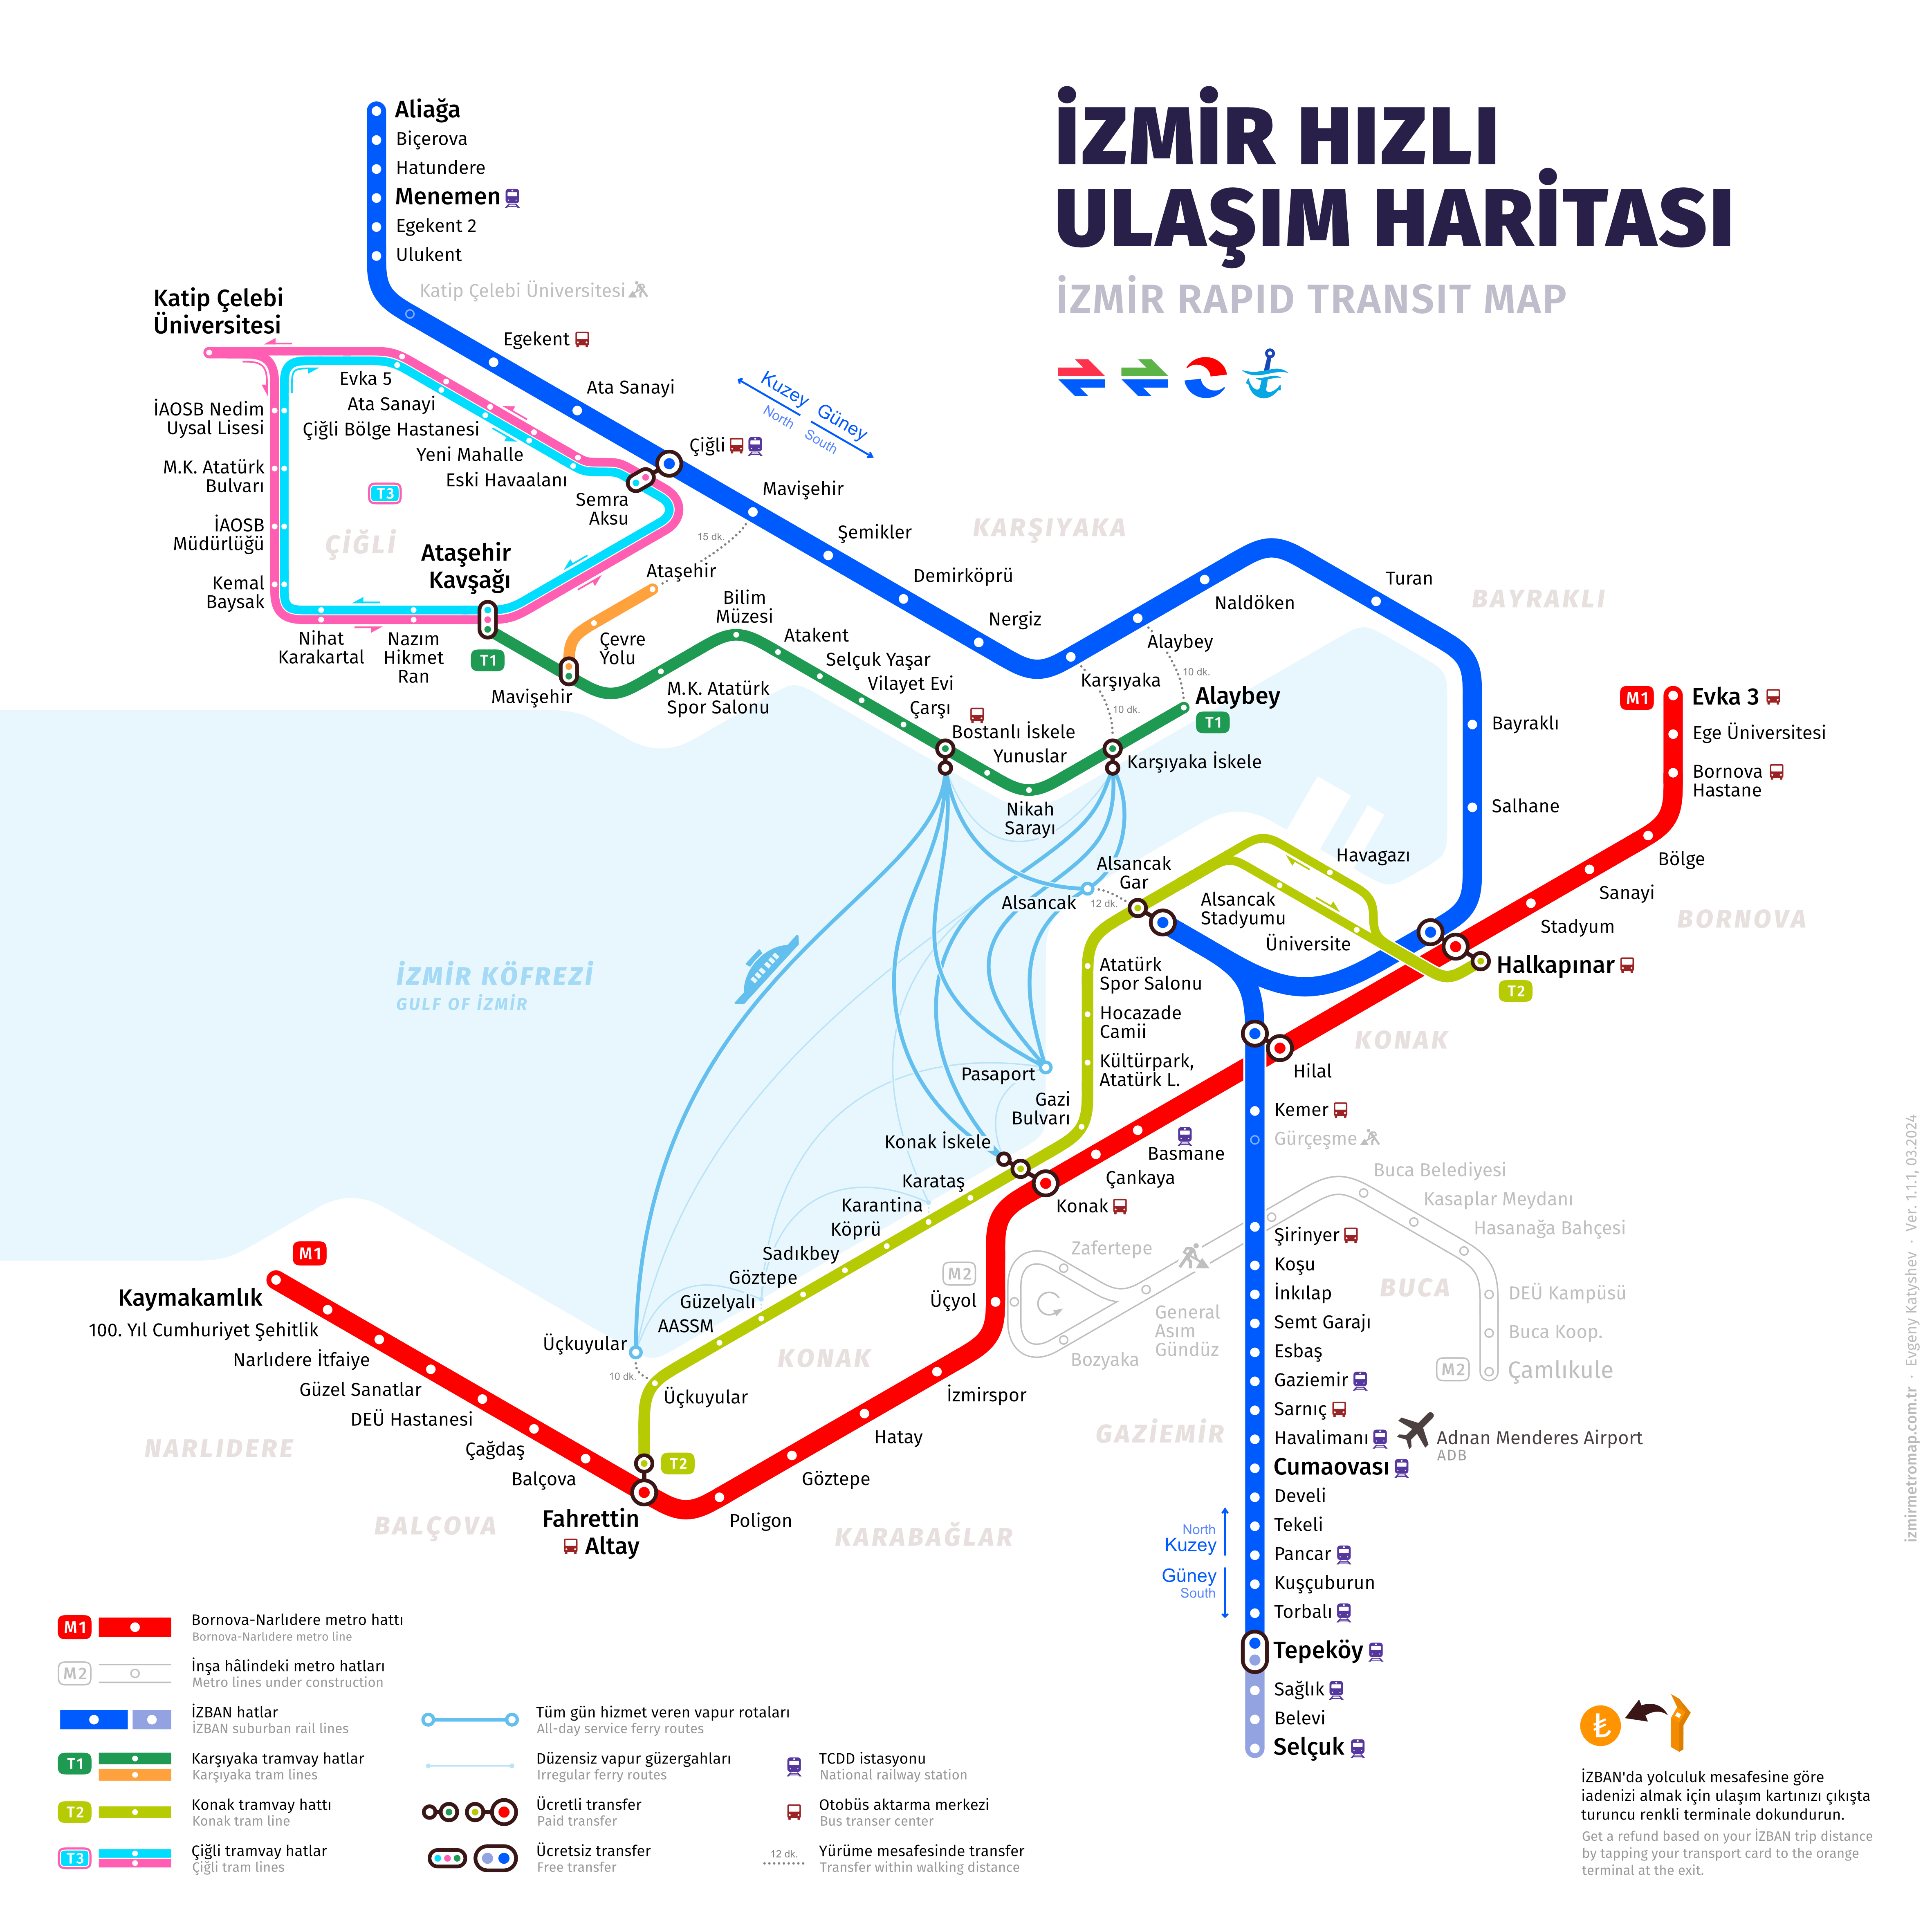 İZMİR HIZLI
ULAŞIM HARİTASI
İZMİR RAPID TRANSIT MAP
Aliağa
Biçerova
Hatundere
Menemen
Egekent 2
Ulukent
Katip Çelebi Üniversitesi
Egekent
Ata Sanayi
Çiğli
Kuzey
North
Güney
South
Mavişehir
Şemikler
Demirköprü
Nergiz
Karşıyaka
Alaybey
Naldöken
Turan
Bayraklı
Salhane
KARŞIYAKA
BAYRAKLI
Katip Çelebi
Üniversitesi
Evka 5
Ata Sanayi
Çiğli Bölge Hastanesi
Yeni Mahalle
Eski Havaalanı
Semra
Aksu
İAOSB Nedim
Uysal Lisesi
M.K. Atatürk
Bulvarı
İAOSB
Müdürlüğü
Kemal
Baysak
Nihat
Karakartal
Nazım
Hikmet
Ran
T3
ÇİĞLİ
Ataşehir
Kavşağı
T1
15 dk.
Ataşehir
Çevre
Yolu
Mavişehir
Bilim
Müzesi
M.K. Atatürk
Spor Salonu
Atakent
Selçuk Yaşar
Vilayet Evi
Çarşı
Bostanlı İskele
Yunuslar
Nikah
Sarayı
Karşıyaka İskele
10 dk.
10 dk.
Alaybey
T1
M1
Evka 3
Ege Üniversitesi
Bornova
Hastane
Bölge
Sanayi
Stadyum
BORNOVA
Halkapınar
T2
Havagazı
Alsancak
Stadyumu
Üniversite
Alsancak
Gar
Alsancak
12 dk.
Atatürk
Spor Salonu
Hocazade
Camii
Kültürpark,
Atatürk L.
Pasaport
Gazi
Bulvarı
Konak İskele
Karataş
Karantina
Köprü
Sadıkbey
Göztepe
Güzelyalı
AASSM
Üçkuyular
10 dk.
Üçkuyular
T2
İZMİR KÖFREZİ
GULF OF İZMİR
KONAK
Hilal
Basmane
Çankaya
Konak
M2
Üçyol
İzmirspor
Hatay
Göztepe
Poligon
KONAK
Fahrettin
Altay
Balçova
Çağdaş
DEÜ Hastanesi
Güzel Sanatlar
Narlıdere İtfaiye
100. Yıl Cumhuriyet Şehitlik
Kaymakamlık
M1
NARLIDERE
BALÇOVA
KARABAĞLAR
GAZİEMİR
BUCA
Zafertepe
Bozyaka
General
Asım
Gündüz
Buca Belediyesi
Kasaplar Meydanı
Hasanağa Bahçesi
DEÜ Kampüsü
Buca Koop.
M2
Çamlıkule
Kemer
Gürçeşme
Şirinyer
Koşu
İnkılap
Semt Garajı
Esbaş
Gaziemir
Sarnıç
Havalimanı
Adnan Menderes Airport
ADB
Cumaovası
Develi
Tekeli
Pancar
Kuşçuburun
Torbalı
Tepeköy
Sağlık
Belevi
Selçuk
North
Kuzey
Güney
South
M1
Bornova-Narlıdere metro hattı
Bornova-Narlıdere metro line
M2
İnşa hâlindeki metro hatları
Metro lines under construction
İZBAN hatlar
İZBAN suburban rail lines
T1
Karşıyaka tramvay hatlar
Karşıyaka tram lines
T2
Konak tramvay hattı
Konak tram line
T3
Çiğli tramvay hatlar
Çiğli tram lines
Tüm gün hizmet veren vapur rotaları
All-day service ferry routes
Düzensiz vapur güzergahları
Irregular ferry routes
Ücretli transfer
Paid transfer
Ücretsiz transfer
Free transfer
TCDD istasyonu
National railway station
Otobüs aktarma merkezi
Bus transer center
12 dk.
Yürüme mesafesinde transfer
Transfer within walking distance
₺
İZBAN'da yolculuk mesafesine göre
iadenizi almak için ulaşım kartınızı çıkışta
turuncu renkli terminale dokundurun.
Get a refund based on your İZBAN trip distance
by tapping your transport card to the orange
terminal at the exit.
izmirmetromap.com.tr · Evgeny Katyshev · Ver. 1.1.1, 03.2024